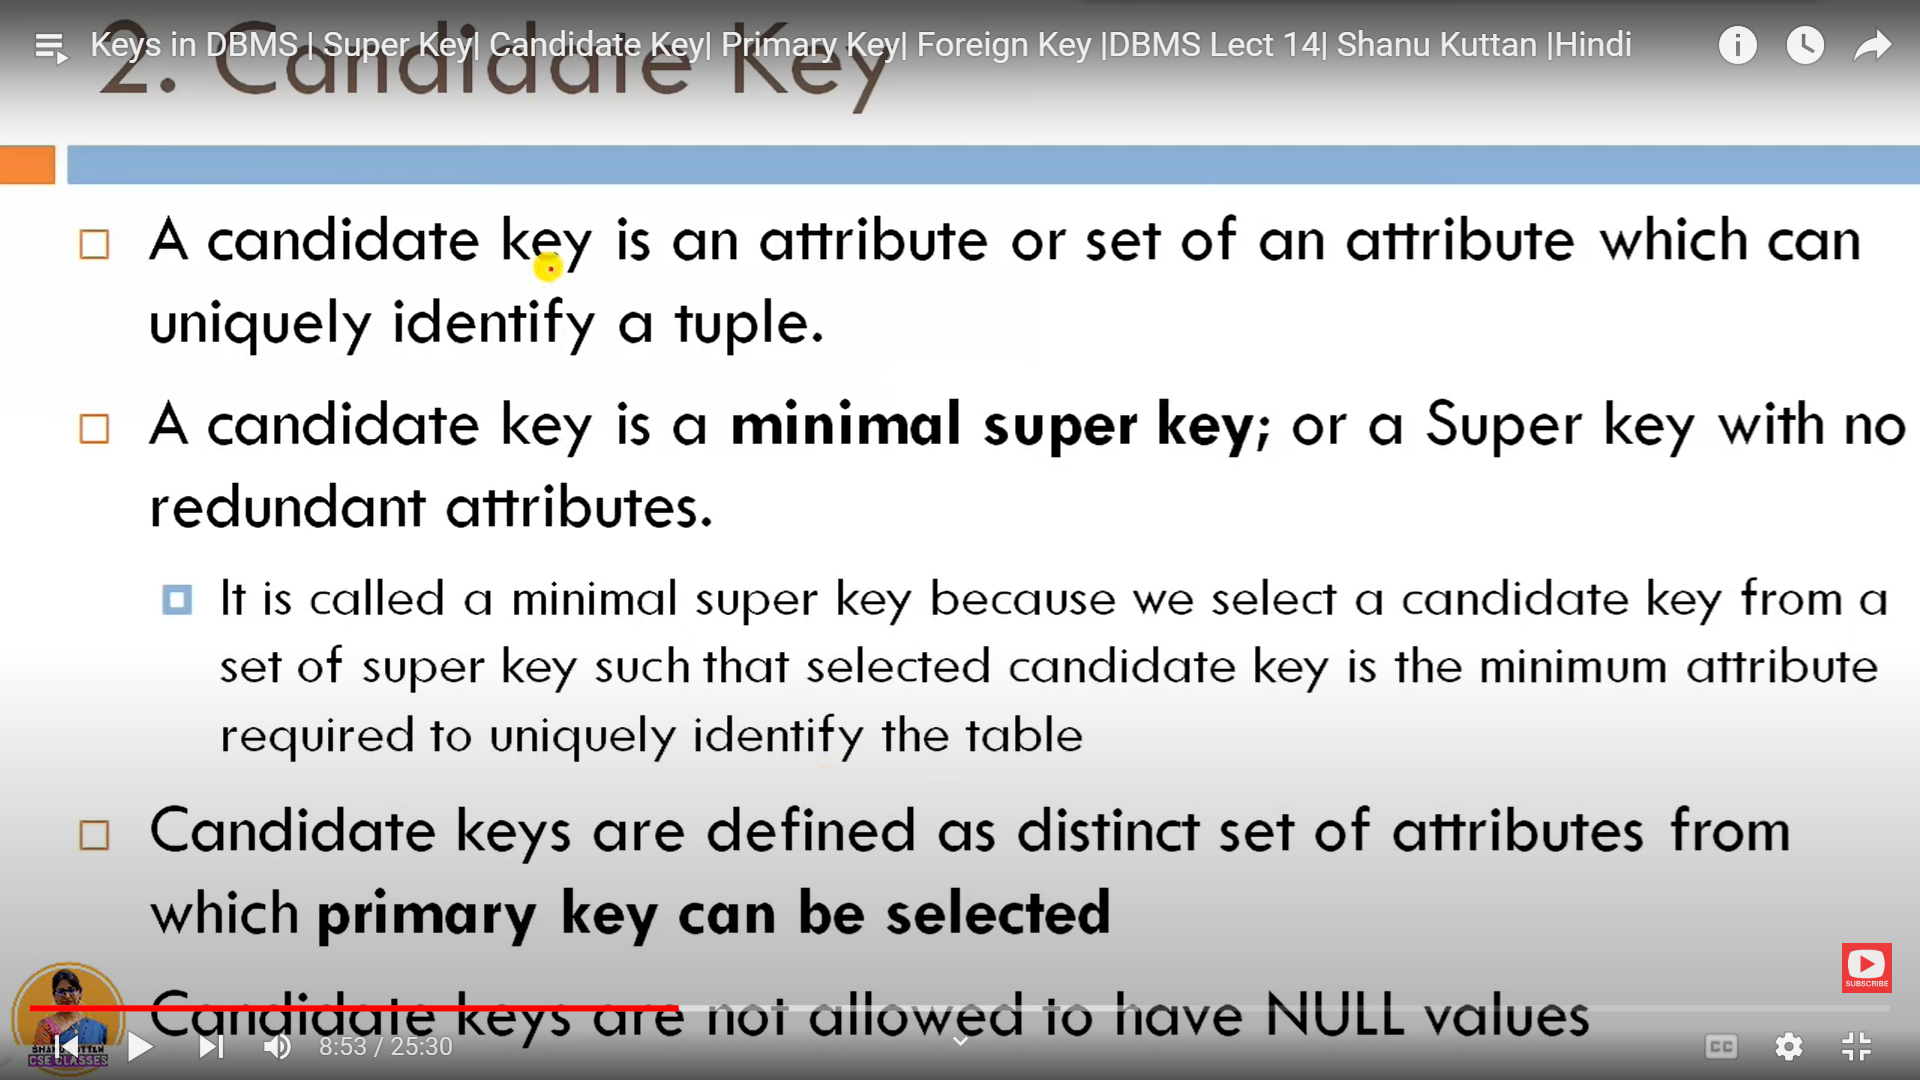 Keys in DBMS | Super Key| Candidate Key| Primary Key| Foreign Key |DBMS Lect 14| Shanu Kuttan |Hindi
2. Candidate Key
A candidate key is an attribute or set of an attribute which can
uniquely identify a tuple.
A candidate key is a minimal super key; or a Super key with no
redundant attributes.
It is called a minimal super key because we select a candidate key from a
set of super key such that selected candidate key is the minimum attribute
required to uniquely identify the table
Candidate keys are defined as distinct set of attributes from
which primary key can be selected
SUBSCRIBE
Candidate keys are not allowed to have NULL values
SHANU KUTTAN
CSE CLASSES
8:53 / 25:30
CC